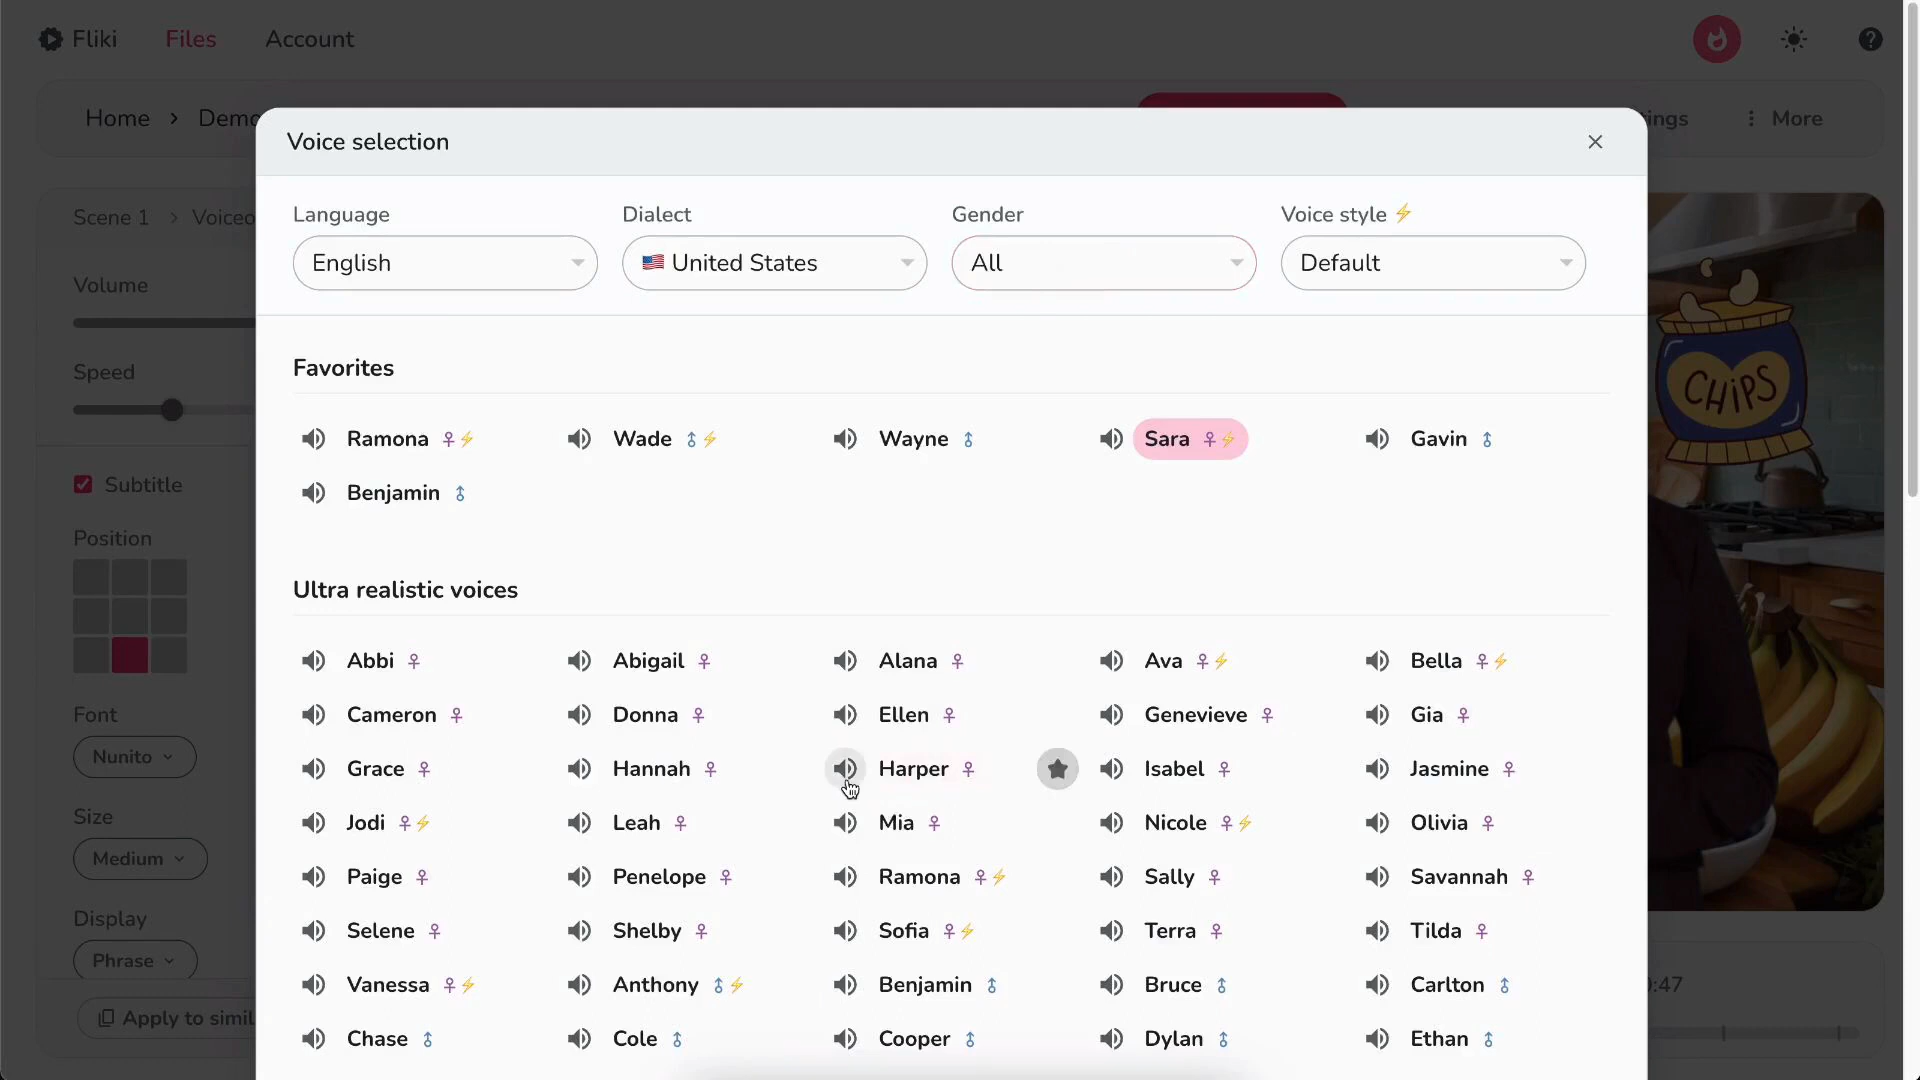 Fliki Files Account
Home > Demo
ings More
Voice selection
Scene 1 > Voiceo
Language Dialect Gender Voice style
English United States All Default
Volume
CHIPS
Speed
Favorites
Ramona Wade Wayne Sara Gavin
Benjamin
Subtitle
Position
Ultra realistic voices
Abbi Abigail Alana Ava Bella
Font
Cameron Donna Ellen Genevieve Gia
Nunito
Grace Hannah Harper Isabel Jasmine
Size
Jodi Leah Mia Nicole Olivia
Medium
Paige Penelope Ramona Sally Savannah
Display
Selene Shelby Sofia Terra Tilda
Phrase
Vanessa Anthony Benjamin Bruce Carlton
:47
Apply to simil
Chase Cole Cooper Dylan Ethan